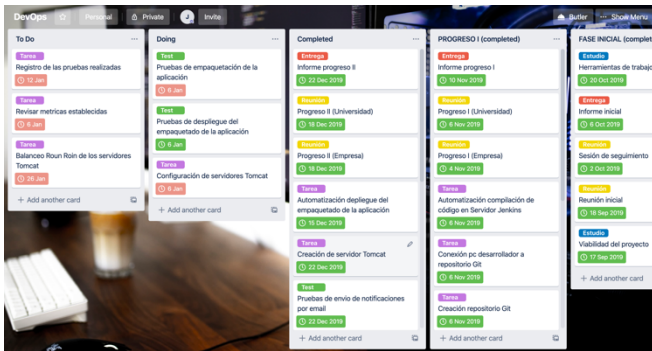 DevOps
Personal
Private
Invite
Butler
··· Show Menu
To Do
Tarea
Registro de las pruebas realizadas
12 Jan
Tarea
Revisar metricas establecidas
6 Jan
Tarea
Balanceo Roun Roin de los servidores
Tomcat
26 Jan
+ Add another card
Doing
Test
Pruebas de empaquetación de la
aplicación
6 Jan
Test
Pruebas de despliegue del
empaquetado de la aplicación
6 Jan
Tarea
Configuración de servidores Tomcat
6 Jan
+ Add another card
Completed
Entrega
Informe progreso II
22 Dec 2019
Reunión
Progreso II (Universidad)
18 Dec 2019
Reunión
Progreso II (Empresa)
18 Dec 2019
Tarea
Automatización depliegue del
empaquetado de la aplicación
15 Dec 2019
Tarea
Creación de servidor Tomcat
22 Dec 2019
Test
Pruebas de envio de notificaciones
por email
22 Dec 2019
+ Add another card
PROGRESO I (completed)
Entrega
Informe progreso I
10 Nov 2019
Reunión
Progreso I (Universidad)
6 Nov 2019
Reunión
Progreso I (Empresa)
4 Nov 2019
Tarea
Automatización compilación de
código en Servidor Jenkins
6 Nov 2019
Tarea
Conexión pc desarrollador a
repositorio Git
6 Nov 2019
Tarea
Creación repositorio Git
6 Nov 2019
+ Add another card
FASE INICIAL (complet
Estudio
Herramientas de trabajo
20 Oct 2019
Entrega
Informe inicial
6 Oct 2019
Reunión
Sesión de seguimiento
2 Oct 2019
Reunión
Reunión inicial
18 Sep 2019
Estudio
Viabilidad del proyecto
17 Sep 2019
+ Add another card